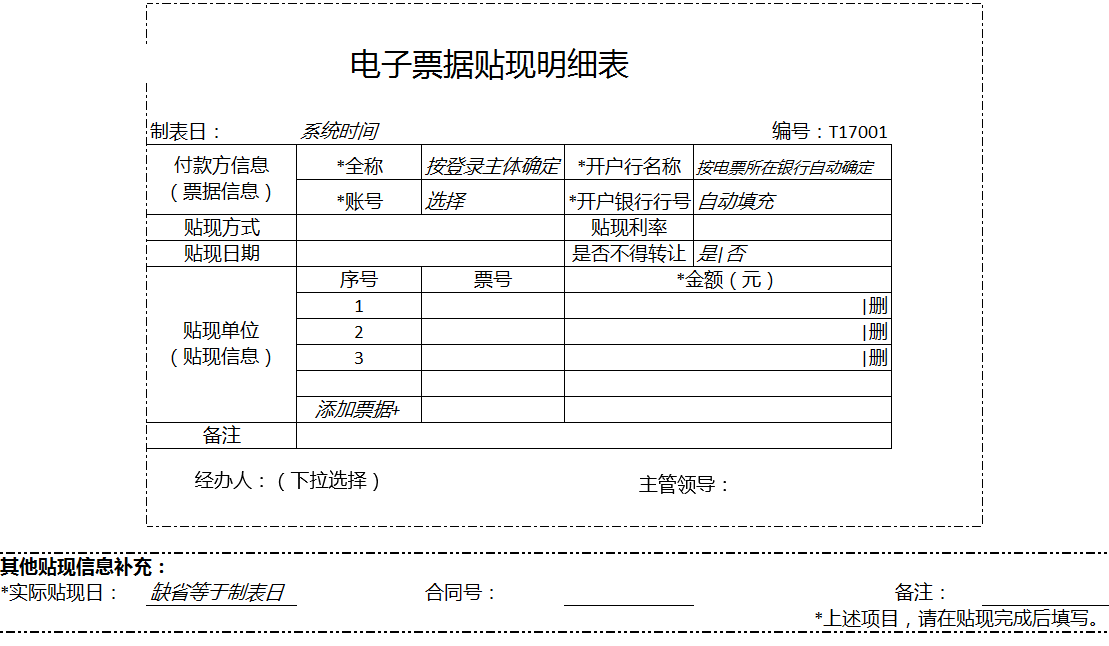 电子票据贴现明细表
制表日： 系统时间 编号：T17001
付款方信息 *全称 按登录主体确定 *开户行名称 按电票所在银行自动确定
（票据信息） *账号 选择 *开户银行行号 自动填充
贴现方式 贴现利率
贴现日期 是否不得转让 是|否
序号 票号 *金额（元）
1 |删
贴现单位 2 |删
（贴现信息） 3 |删
添加票据+
备注
经办人：（下拉选择） 主管领导：
其他贴现信息补充：
*实际贴现日： 缺省等于制表日 合同号： 备注：
*上述项目，请在贴现完成后填写。